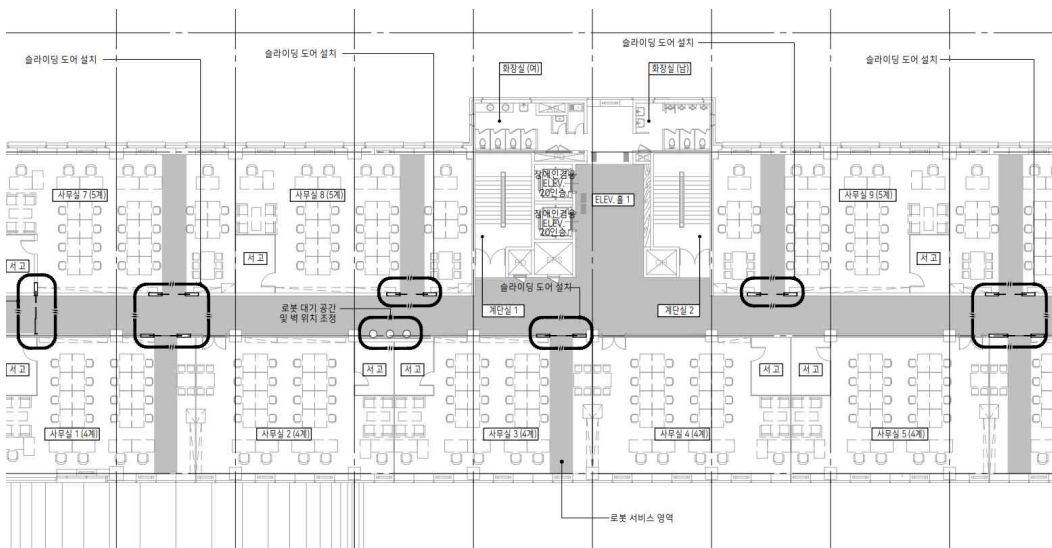 슬라이딩 도어 설치
슬라이딩 도어 설치
슬라이딩 도어 설치
슬라이딩 도어 설치
화장실 (여)
화장실 (남)
사무실 7 (5계)
사무실 8 (5계)
장애인겸용
ELEV.
20인승
장애인겸용
ELEV.
20인승
ELEV. 홀 1
사무실 9 (5계)
서고
서고
서고
로봇 대기 공간
및 벽 위치 조정
슬라이딩 도어 설치
계단실 1
계단실 2
서고
서고
서고
서고
서고
사무실 1 (4계)
사무실 2 (4계)
사무실 3 (4계)
사무실 4 (4계)
사무실 5 (4계)
로봇 서비스 영역